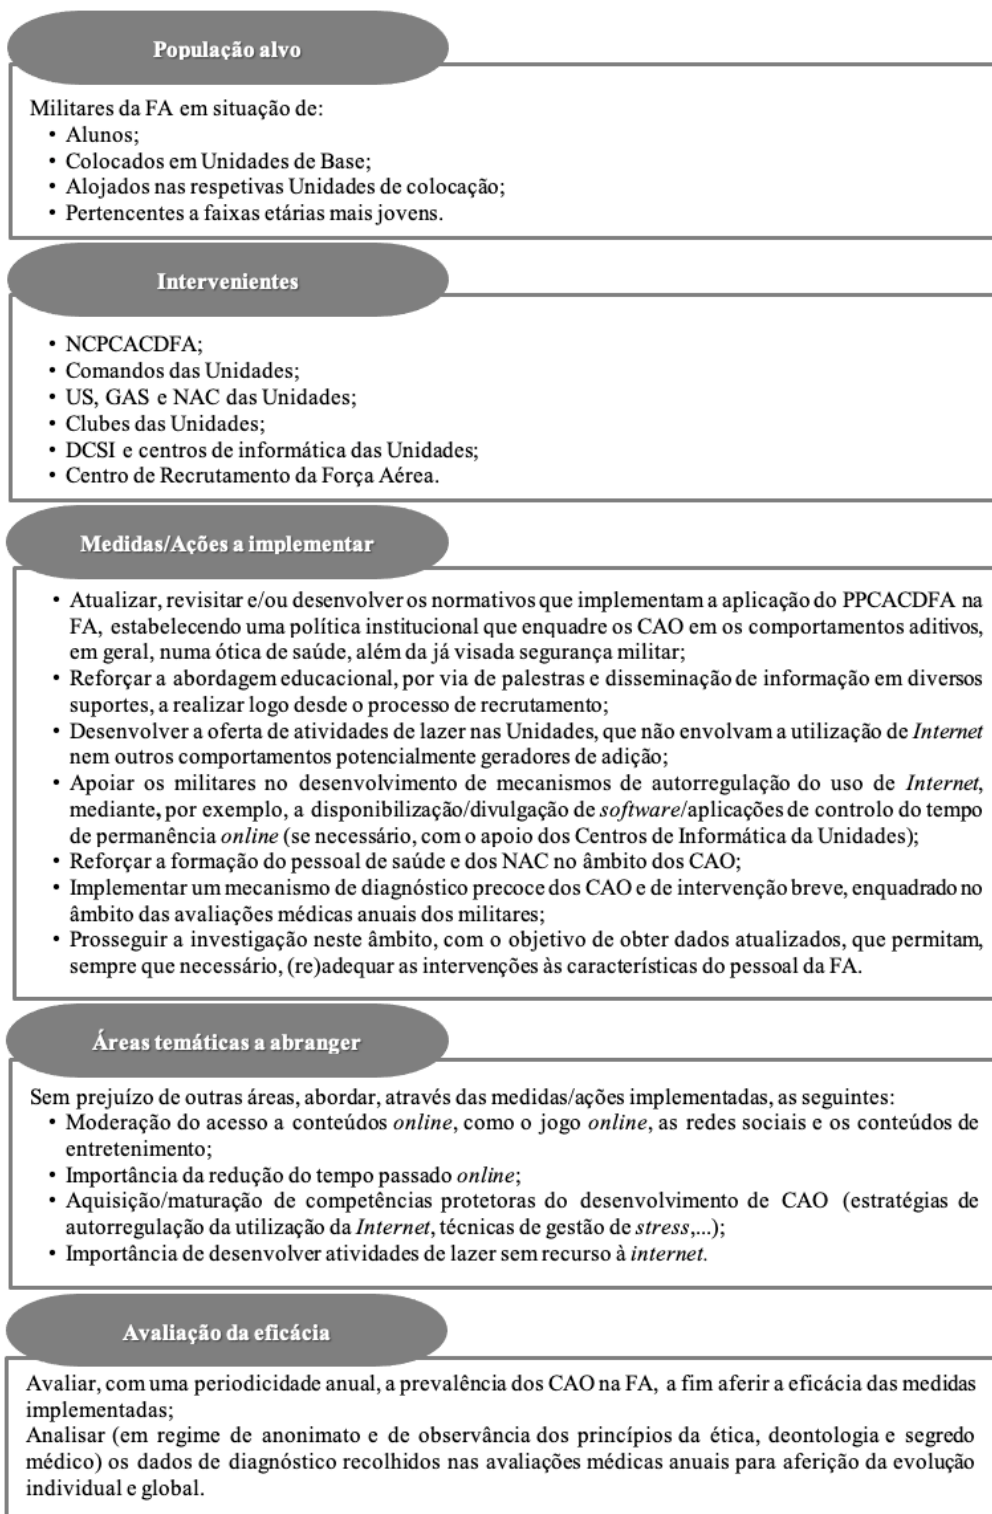 População alvo
Militares da FA em situação de:
• Alunos;
• Colocados em Unidades de Base;
• Alojados nas respetivas Unidades de colocação;
• Pertencentes a faixas etárias mais jovens.
Intervenientes
• NCPCACDFA;
• Comandos das Unidades;
• US, GAS e NAC das Unidades;
• Clubes das Unidades;
• DCSI e centros de informática das Unidades;
• Centro de Recrutamento da Força Aérea.
Medidas/Ações a implementar
• Atualizar, revisitar e/ou desenvolver os normativos que implementam a aplicação do PPCACDFA na
FA, estabelecendo uma política institucional que enquadre os CAO em os comportamentos aditivos,
em geral, numa ótica de saúde, além da já visada segurança militar;
• Reforçar a abordagem educacional, por via de palestras e disseminação de informação em diversos
suportes, a realizar logo desde o processo de recrutamento;
• Desenvolver a oferta de atividades de lazer nas Unidades, que não envolvam a utilização de Internet
nem outros comportamentos potencialmente geradores de adição;
• Apoiar os militares no desenvolvimento de mecanismos de autorregulação do uso de Internet,
mediante, por exemplo, a disponibilização/divulgação de software/aplicações de controlo do tempo
de permanência online (se necessário, com o apoio dos Centros de Informática da Unidades);
• Reforçar a formação do pessoal de saúde e dos NAC no âmbito dos CAO;
• Implementar um mecanismo de diagnóstico precoce dos CAO e de intervenção breve, enquadrado no
âmbito das avaliações médicas anuais dos militares;
• Prosseguir a investigação neste âmbito, com o objetivo de obter dados atualizados, que permitam,
sempre que necessário, (re)adequar as intervenções às características do pessoal da FA.
Áreas temáticas a abranger
Sem prejuízo de outras áreas, abordar, através das medidas/ações implementadas, as seguintes:
• Moderação do acesso a conteúdos online, como o jogo online, as redes sociais e os conteúdos de
entretenimento;
• Importância da redução do tempo passado online;
• Aquisição/maturação de competências protetoras do desenvolvimento de CAO (estratégias de
autorregulação da utilização da Internet, técnicas de gestão de stress,...);
• Importância de desenvolver atividades de lazer sem recurso à internet.
Avaliação da eficácia
Avaliar, com uma periodicidade anual, a prevalência dos CAO na FA, a fim aferir a eficácia das medidas
implementadas;
Analisar (em regime de anonimato e de observância dos princípios da ética, deontologia e segredo
médico) os dados de diagnóstico recolhidos nas avaliações médicas anuais para aferição da evolução
individual e global.